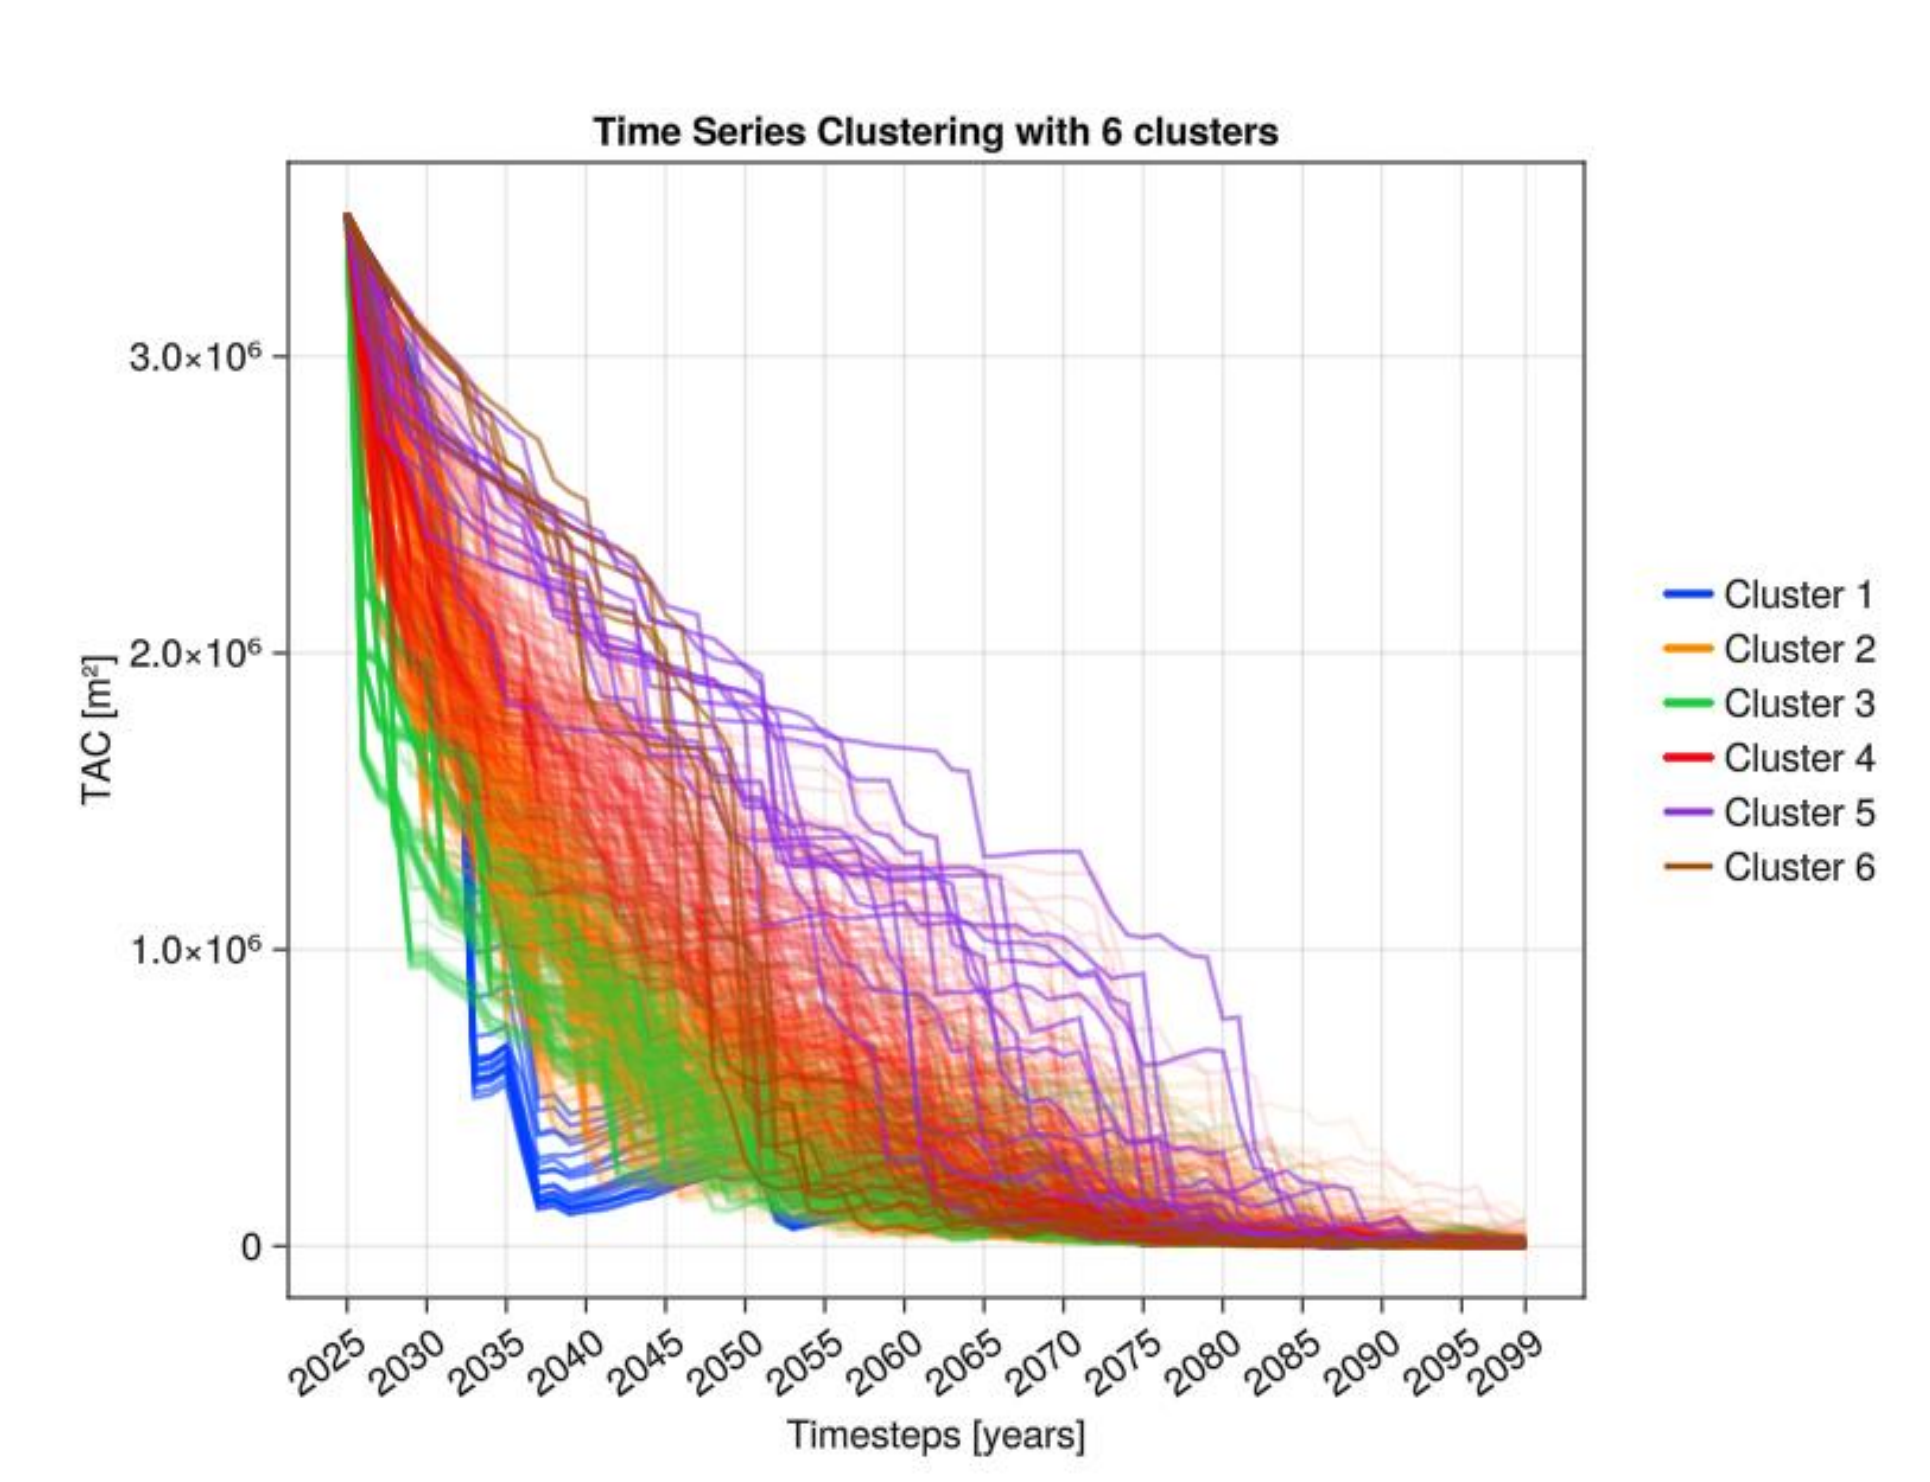 Time Series Clustering with 6 clusters
TAC [m²]
3.0×10⁶
2.0×10⁶
1.0×10⁶
0
2025
2030
2035
2040
2045
2050
2055
2060
2065
2070
2075
2080
2085
2090
2095
2099
Timesteps [years]
Cluster 1
Cluster 2
Cluster 3
Cluster 4
Cluster 5
Cluster 6